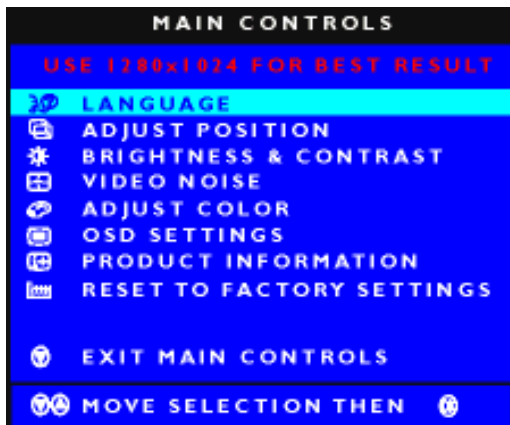 MAIN CONTROLS
USE 1280x1024 FOR BEST RESULT
LANGUAGE
ADJUST POSITION
BRIGHTNESS & CONTRAST
VIDEO NOISE
ADJUST COLOR
OSD SETTINGS
PRODUCT INFORMATION
RESET TO FACTORY SETTINGS
EXIT MAIN CONTROLS
MOVE SELECTION THEN